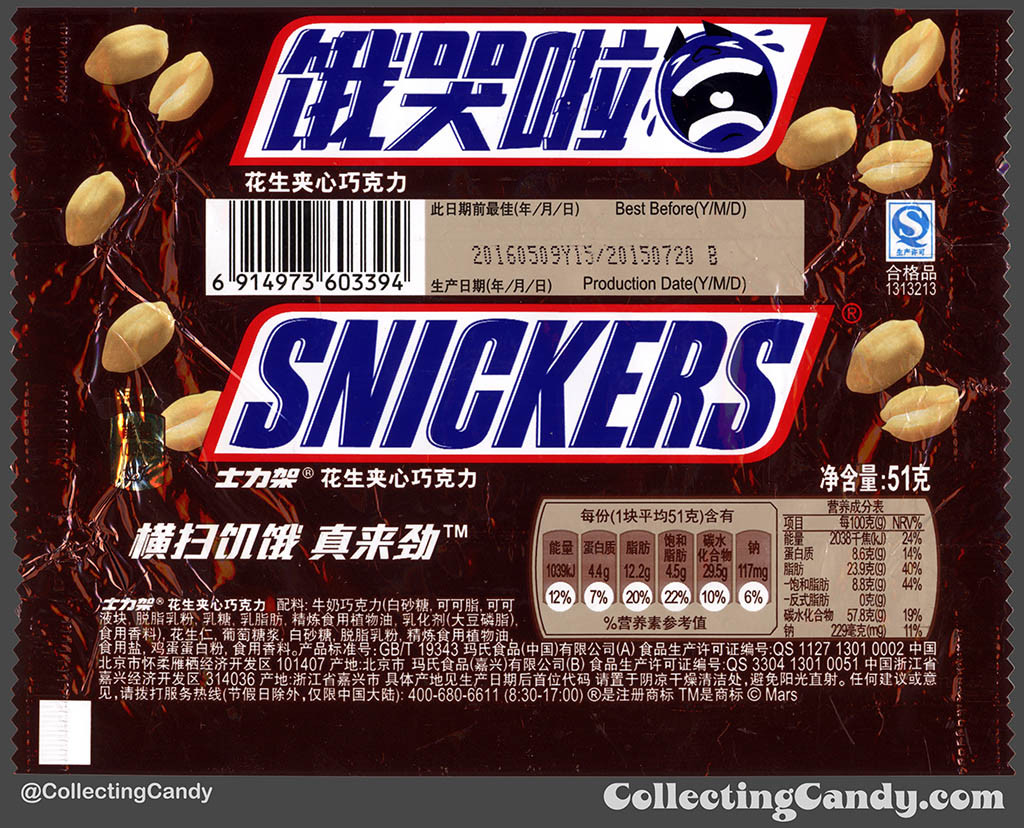 饿哭啦
花生夹心巧克力
此日期前最佳(年/月/日) Best Before(Y/M/D)
20160509Y15/20150720 B
生产日期(年/月/日) Production Date(Y/M/D)
6 914973 603394
S
生产许可
合格品
1313213
SNICKERS®
士力架® 花生夹心巧克力
净含量:51克
横扫饥饿 真来劲™
每份(1块平均51克)含有
能量 蛋白质 脂肪 饱和脂肪 碳水化合物 钠
1039kJ 4.4g 12.2g 4.5g 29.5g 117mg
12% 7% 20% 22% 10% 6%
%营养素参考值
营养成分表
项目 每100克(g) NRV%
能量 2038千焦(kJ) 24%
蛋白质 8.6克(g) 14%
脂肪 23.9克(g) 40%
-饱和脂肪 8.8克(g) 44%
-反式脂肪 0克(g)
碳水化合物 57.8克(g) 19%
钠 229毫克(mg) 11%
士力架® 花生夹心巧克力 配料: 牛奶巧克力(白砂糖, 可可脂, 可可
液块, 脱脂乳粉, 乳糖, 乳脂肪, 精炼食用植物油, 乳化剂(大豆磷脂),
食用香料), 花生仁, 葡萄糖浆, 白砂糖, 脱脂乳粉, 精炼食用植物油,
食用盐, 鸡蛋蛋白粉, 食用香料。产品标准号:GB/T 19343 玛氏食品(中国)有限公司(A) 食品生产许可证编号:QS 1127 1301 0002 中国
北京市怀柔雁栖经济开发区 101407 产地:北京市 玛氏食品(嘉兴)有限公司(B) 食品生产许可证编号:QS 3304 1301 0051 中国浙江省
嘉兴经济开发区 314036 产地:浙江省嘉兴市 具体产地见生产日期后首位代码 请置于阴凉干燥清洁处,避免阳光直射。任何建议或意
见,请拨打服务热线(节假日除外,仅限中国大陆): 400-680-6611 (8:30-17:00) ®是注册商标 TM是商标 © Mars
@CollectingCandy
CollectingCandy.com